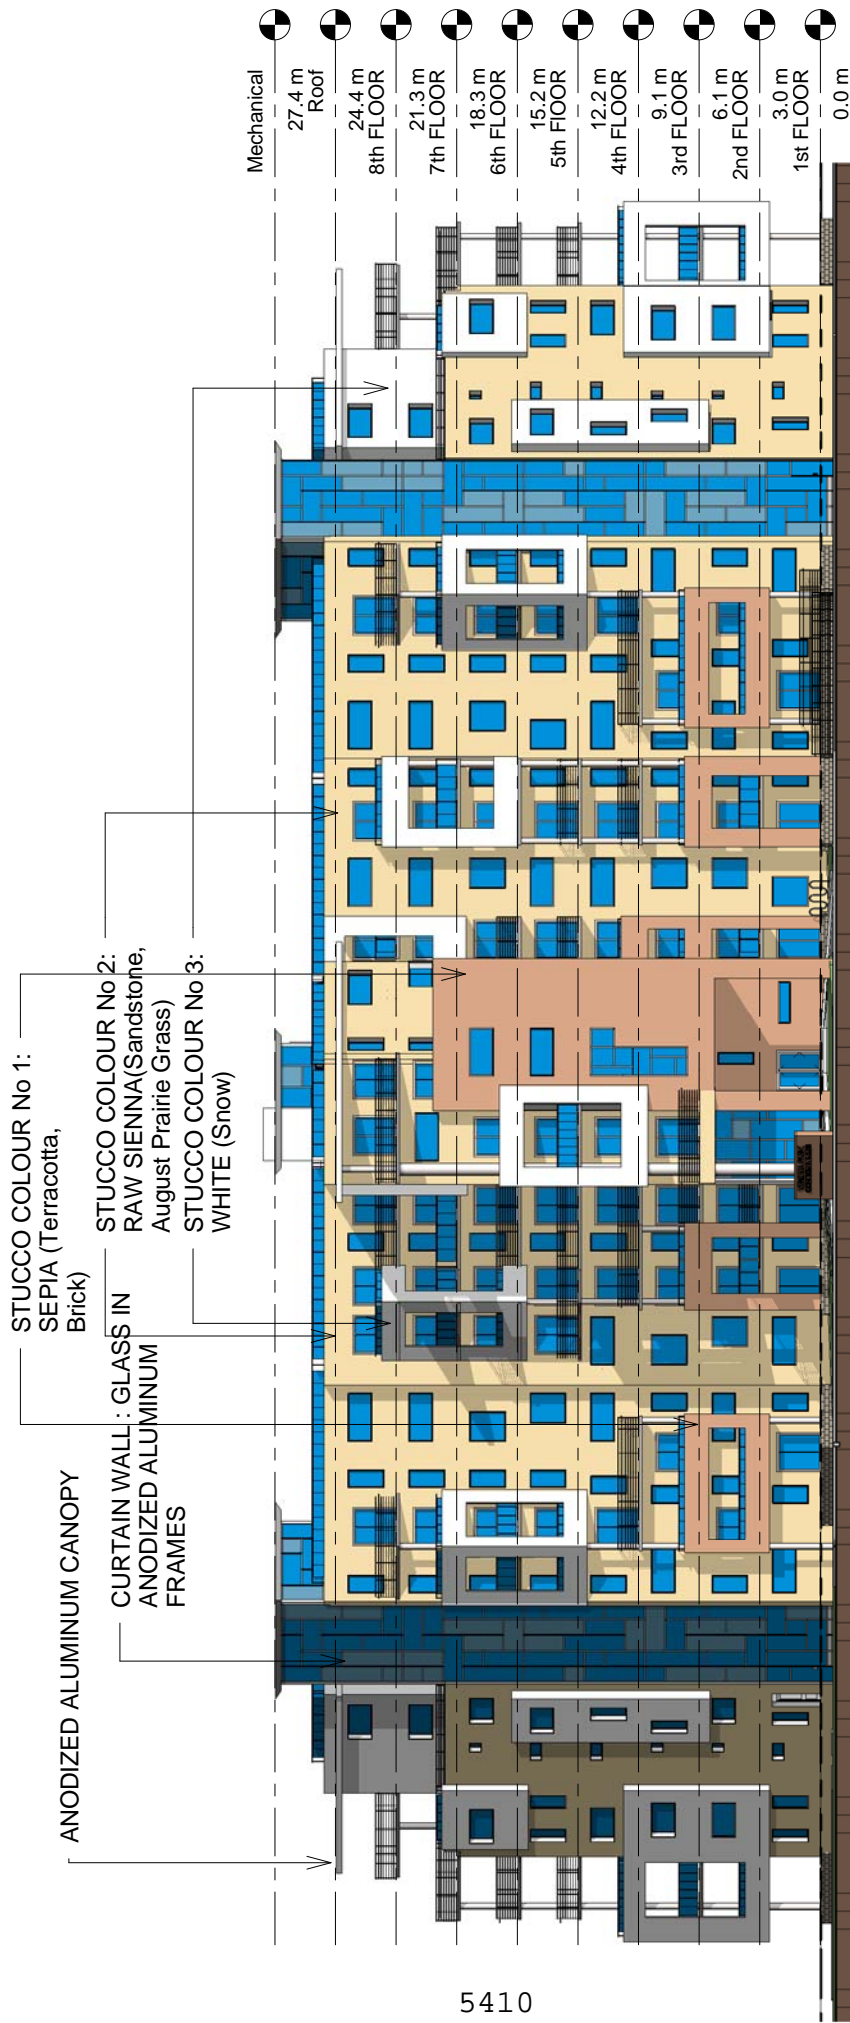 ANODIZED ALUMINUM CANOPY
CURTAIN WALL : GLASS IN
ANODIZED ALUMINUM
FRAMES
STUCCO COLOUR No 1:
SEPIA (Terracotta,
Brick)
STUCCO COLOUR No 2:
RAW SIENNA(Sandstone,
August Prairie Grass)
STUCCO COLOUR No 3:
WHITE (Snow)
Mechanical
27.4 m
Roof
24.4 m
8th FLOOR
21.3 m
7th FLOOR
18.3 m
6th FLOOR
15.2 m
5th FlOOR
12.2 m
4th FLOOR
9.1 m
3rd FLOOR
6.1 m
2nd FLOOR
3.0 m
1st FLOOR
0.0 m
5410